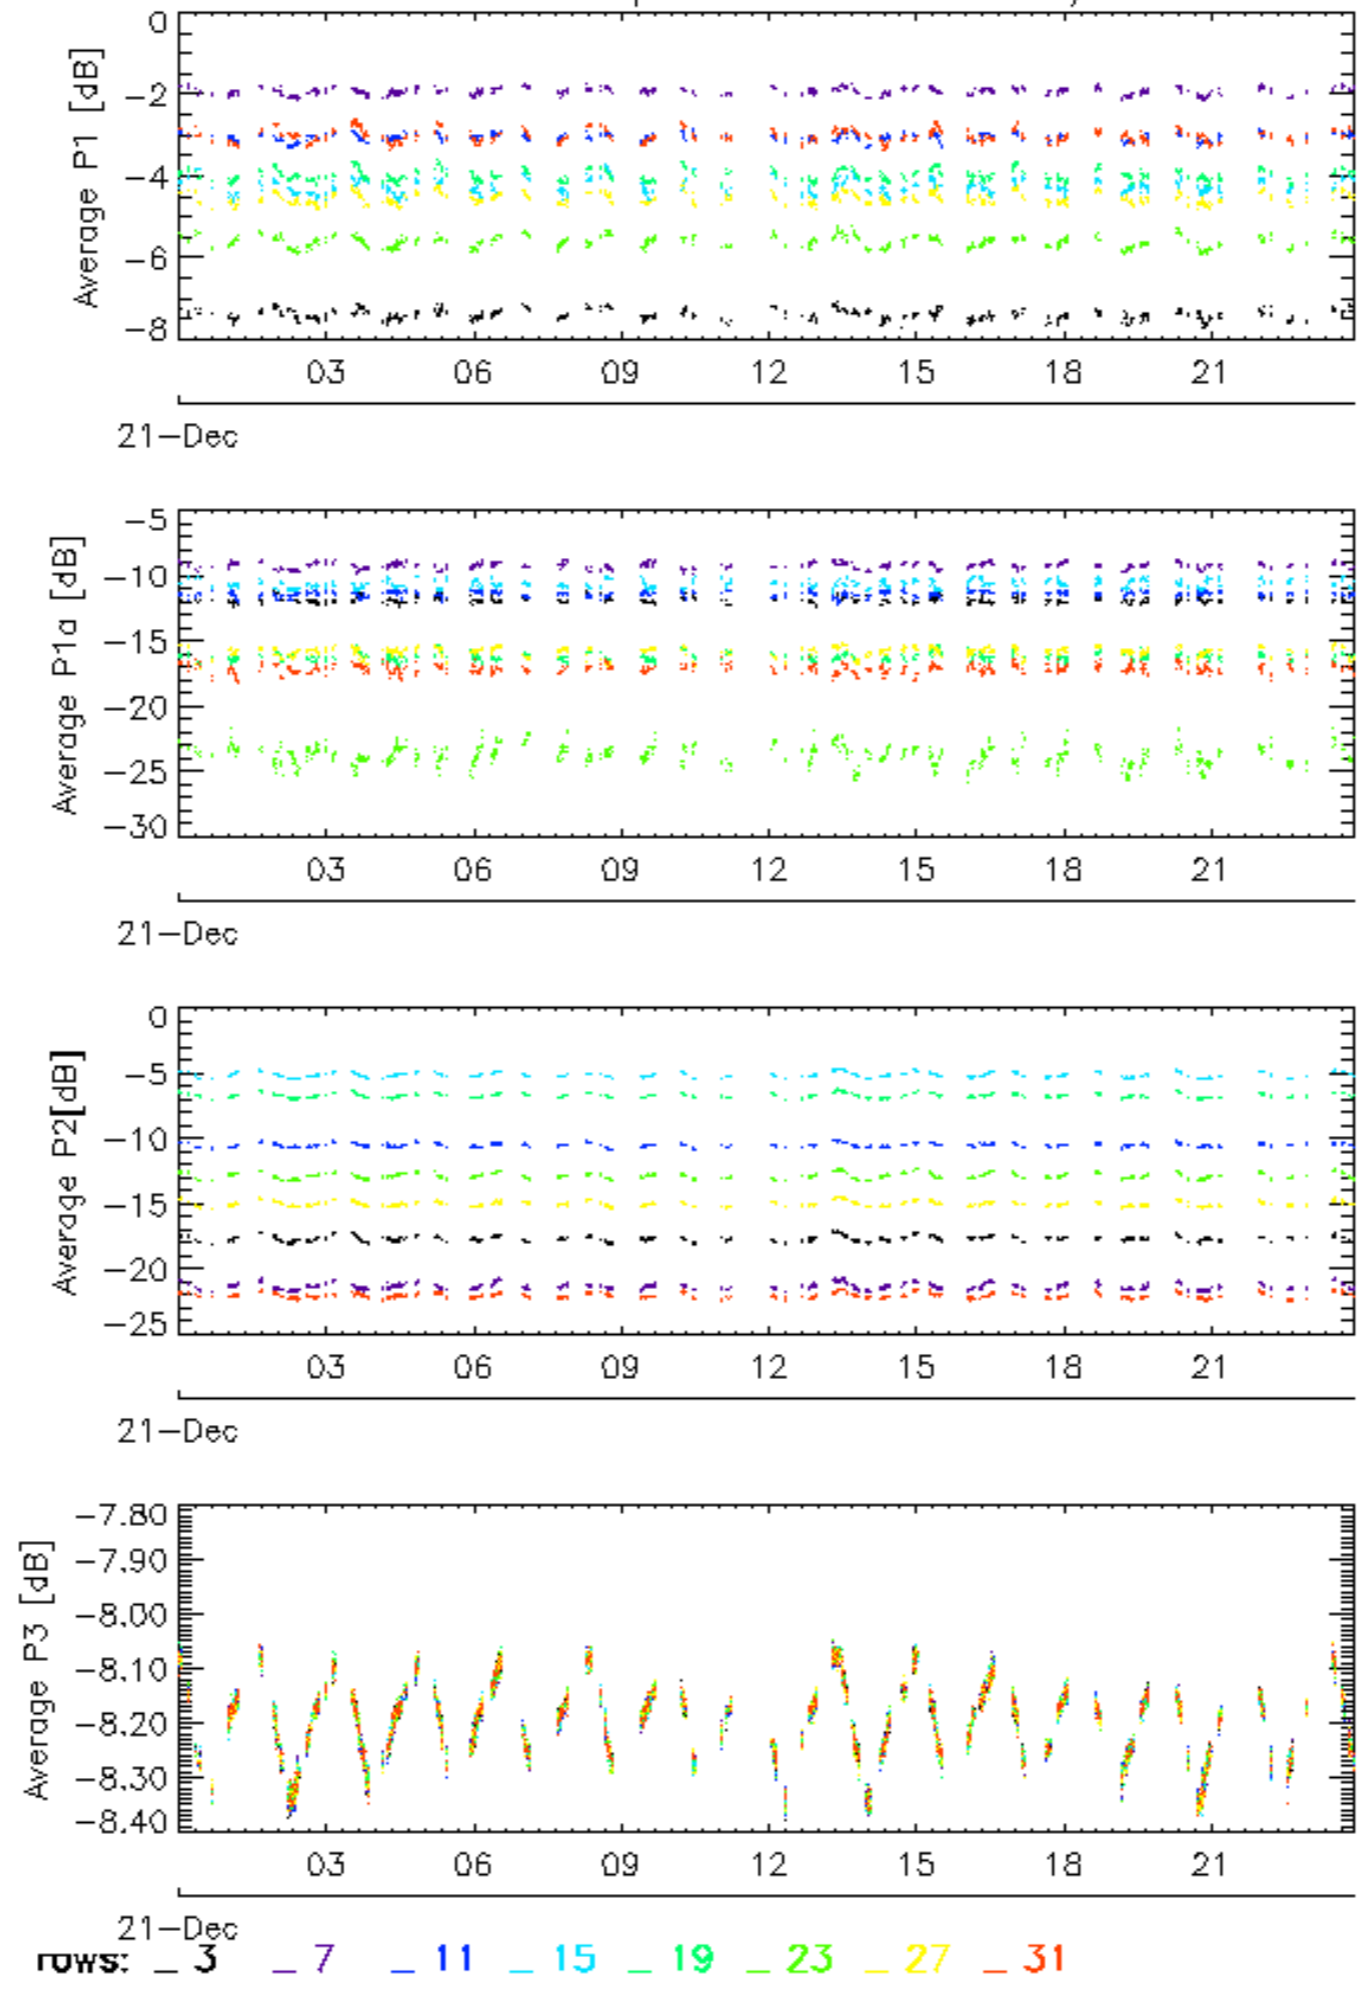 Average P1 [dB]
0
−2
−4
−6
−8
03 06 09 12 15 18 21
21−Dec
Average P1a [dB]
−5
−10
−15
−20
−25
−30
03 06 09 12 15 18 21
21−Dec
Average P2[dB]
0
−5
−10
−15
−20
−25
03 06 09 12 15 18 21
21−Dec
Average P3 [dB]
−7.80
−7.90
−8.00
−8.10
−8.20
−8.30
−8.40
03 06 09 12 15 18 21
21−Dec
rows: _ 3 _ 7 _ 11 _ 15 _ 19 _ 23 _ 27 _ 31